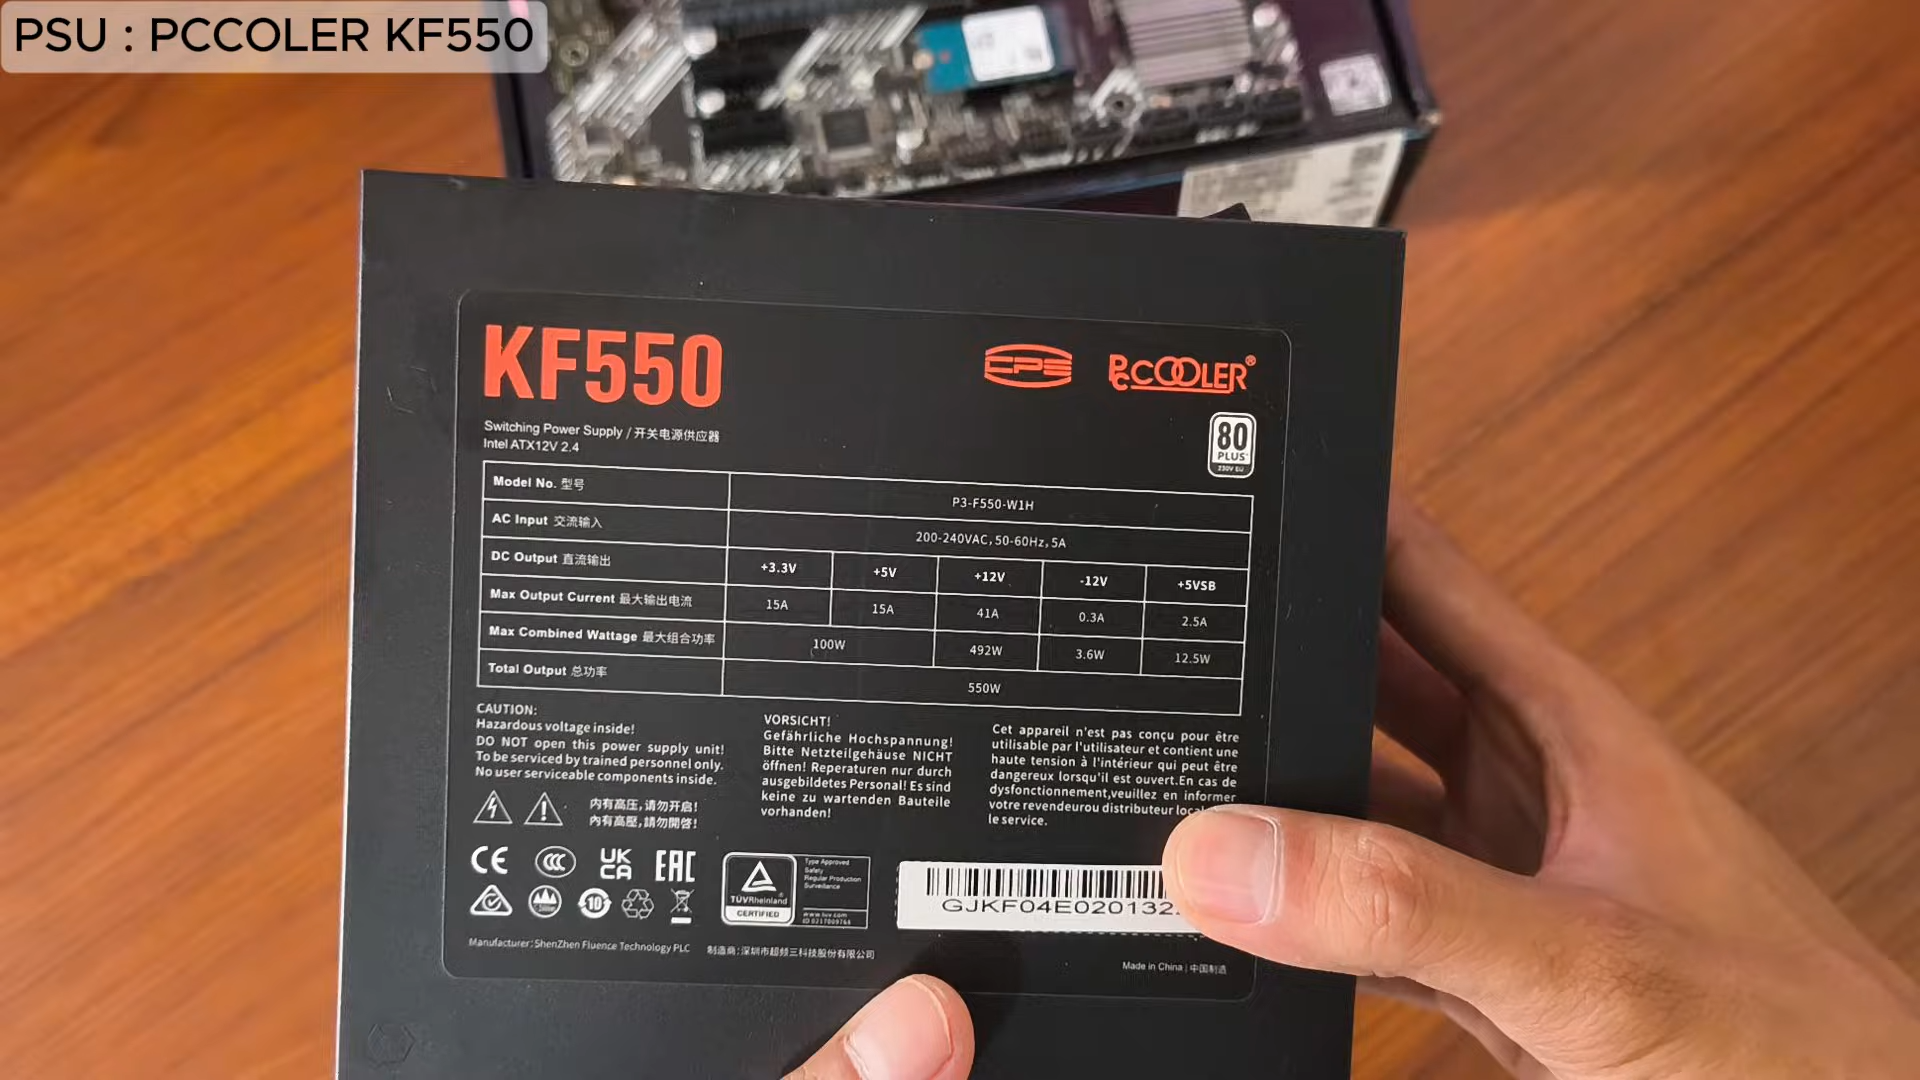 PSU : PCCOLER KF550
KF550
CPS
PCCOOLER®
Switching Power Supply / 开关电源供应器
Intel ATX12V 2.4
80
PLUS
230V EU
Model No. 型号 P3-F550-W1H
AC Input 交流输入 200-240VAC, 50-60Hz, 5A
DC Output 直流输出 +3.3V +5V +12V -12V +5VSB
Max Output Current 最大输出电流 15A 15A 41A 0.3A 2.5A
Max Combined Wattage 最大组合功率 100W 492W 3.6W 12.5W
Total Output 总功率 550W
CAUTION:
Hazardous voltage inside!
DO NOT open this power supply unit!
To be serviced by trained personnel only.
No user serviceable components inside.
内有高压,请勿开启!
內有高壓,請勿開啓!
VORSICHT!
Gefährliche Hochspannung!
Bitte Netzteilgehäuse NICHT
öffnen! Reperaturen nur durch
ausgebildetes Personal! Es sind
keine zu wartenden Bauteile
vorhanden!
Cet appareil n'est pas conçu pour être
utilisable par l'utilisateur et contient une
haute tension à l'intérieur qui peut être
dangereux lorsqu'il est ouvert.En cas de
dysfonctionnement,veuillez en informer
votre revendeurou distributeur local
le service.
CE CCC UK CA EAC
10
TÜVRheinland
CERTIFIED
Type Approved
Safety
Regular Production
Surveillance
www.tuv.com
ID 0217009766
GJKF04E020132
Manufacturer: ShenZhen Fluence Technology PLC 制造商:深圳市超频三科技股份有限公司
Made in China | 中国制造